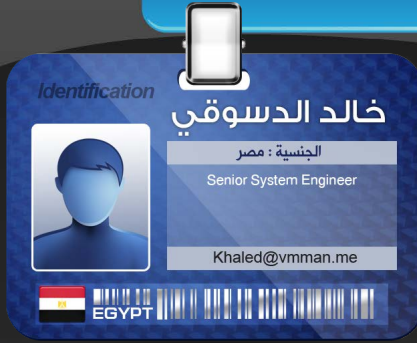 Identification
خالد الدسوقي
الجنسية : مصر
Senior System Engineer
Khaled@vmman.me
EGYPT